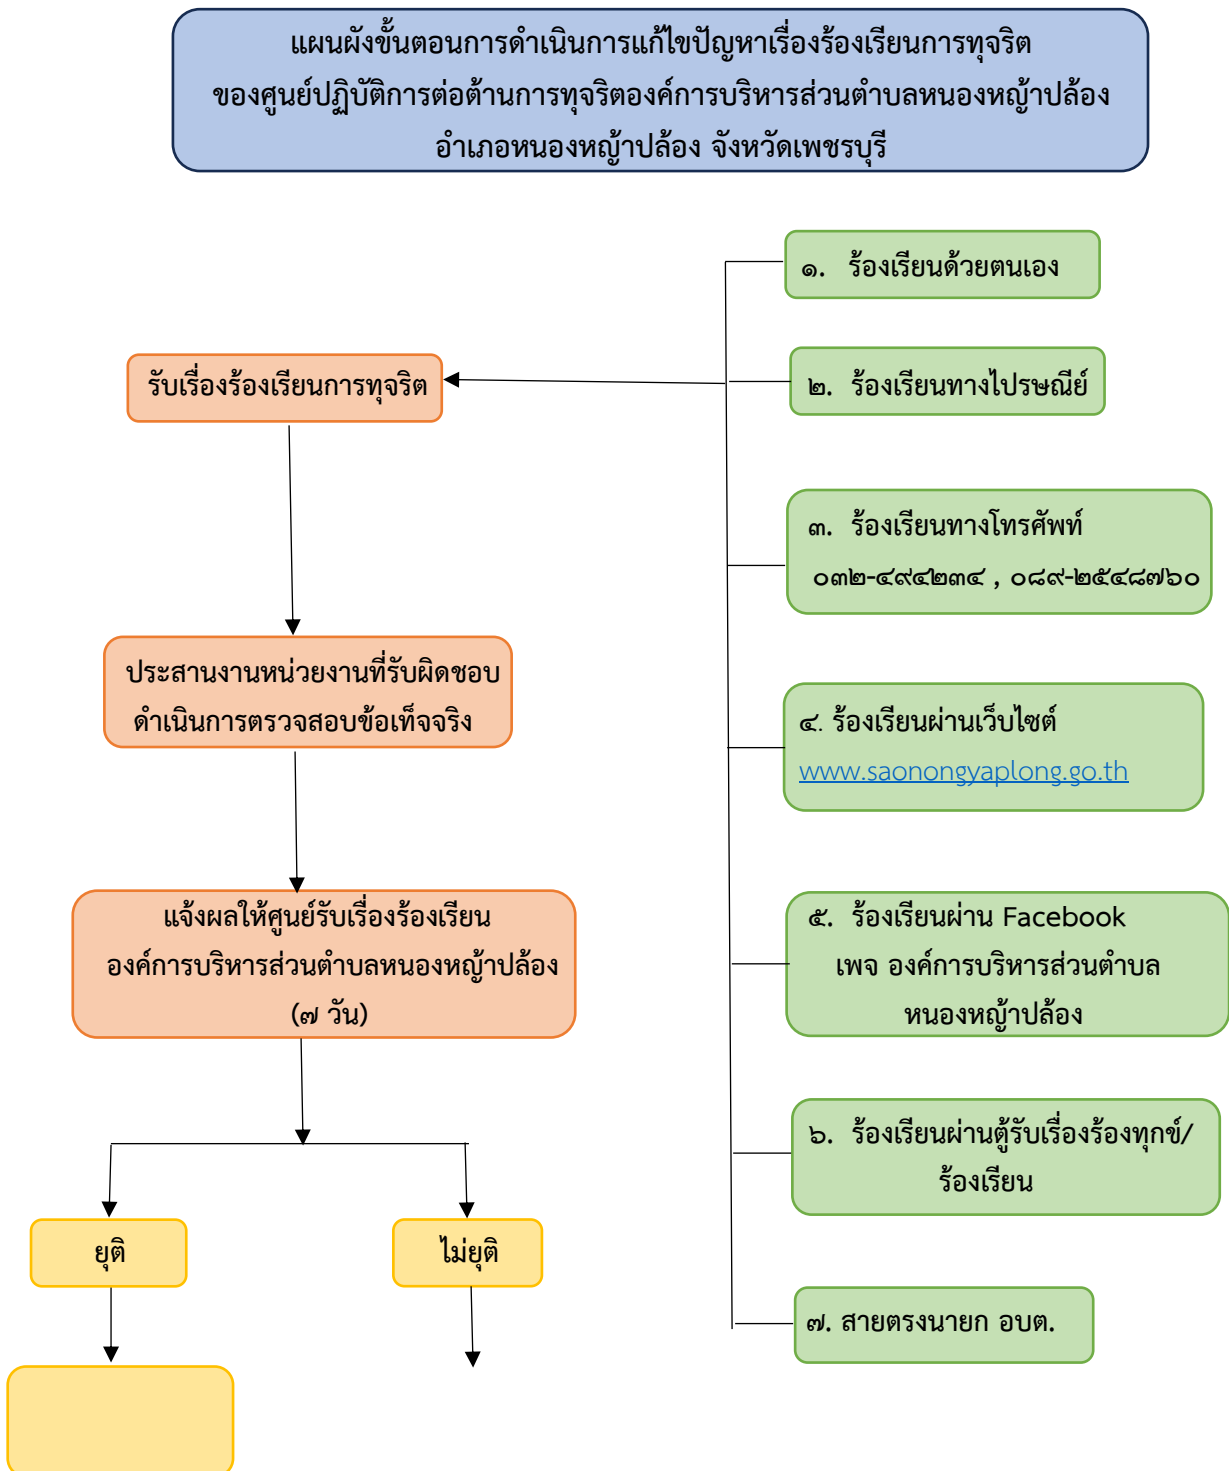 แผนผังขั้นตอนการดำเนินการแก้ไขปัญหาเรื่องร้องเรียนการทุจริต
ของศูนย์ปฏิบัติการต่อต้านการทุจริตองค์การบริหารส่วนตำบลหนองหญ้าปล้อง
อำเภอหนองหญ้าปล้อง จังหวัดเพชรบุรี
๑. ร้องเรียนด้วยตนเอง
รับเรื่องร้องเรียนการทุจริต
๒. ร้องเรียนทางไปรษณีย์
๓. ร้องเรียนทางโทรศัพท์
๐๓๒-๔๙๔๒๓๔ , ๐๘๙-๒๕๔๘๗๖๐
ประสานงานหน่วยงานที่รับผิดชอบ
ดำเนินการตรวจสอบข้อเท็จจริง
๔. ร้องเรียนผ่านเว็บไซต์
www.saonongyaplong.go.th
แจ้งผลให้ศูนย์รับเรื่องร้องเรียน
องค์การบริหารส่วนตำบลหนองหญ้าปล้อง
(๗ วัน)
๕. ร้องเรียนผ่าน Facebook
เพจ องค์การบริหารส่วนตำบล
หนองหญ้าปล้อง
๖. ร้องเรียนผ่านตู้รับเรื่องร้องทุกข์/
ร้องเรียน
ยุติ
ไม่ยุติ
๗. สายตรงนายก อบต.